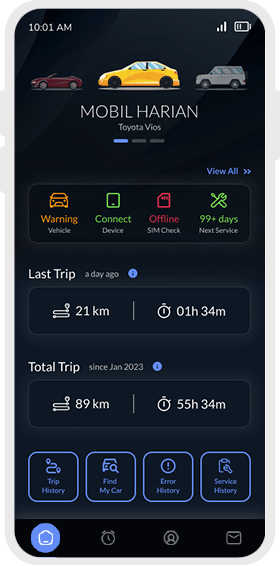 10:01 AM
MOBIL HARIAN
Toyota Vios
View All
Warning
Vehicle
Connect
Device
Offline
SIM Check
99+ days
Next Service
Last Trip a day ago
21 km
01h 34m
Total Trip since Jan 2023
89 km
55h 34m
Trip
History
Find
My Car
Error
History
Service
History